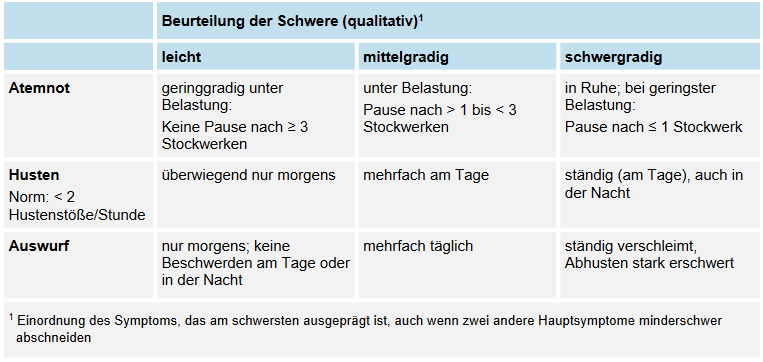 Beurteilung der Schwere (qualitativ)¹
leicht mittelgradig schwergradig
Atemnot
geringgradig unter
Belastung:
Keine Pause nach ≥ 3
Stockwerken
unter Belastung:
Pause nach > 1 bis < 3
Stockwerken
in Ruhe; bei geringster
Belastung:
Pause nach ≤ 1 Stockwerk
Husten
Norm: < 2
Hustenstöße/Stunde
überwiegend nur morgens
mehrfach am Tage
ständig (am Tage), auch in
der Nacht
Auswurf
nur morgens; keine
Beschwerden am Tage oder
in der Nacht
mehrfach täglich
ständig verschleimt,
Abhusten stark erschwert
¹ Einordnung des Symptoms, das am schwersten ausgeprägt ist, auch wenn zwei andere Hauptsymptome minderschwer
abschneiden